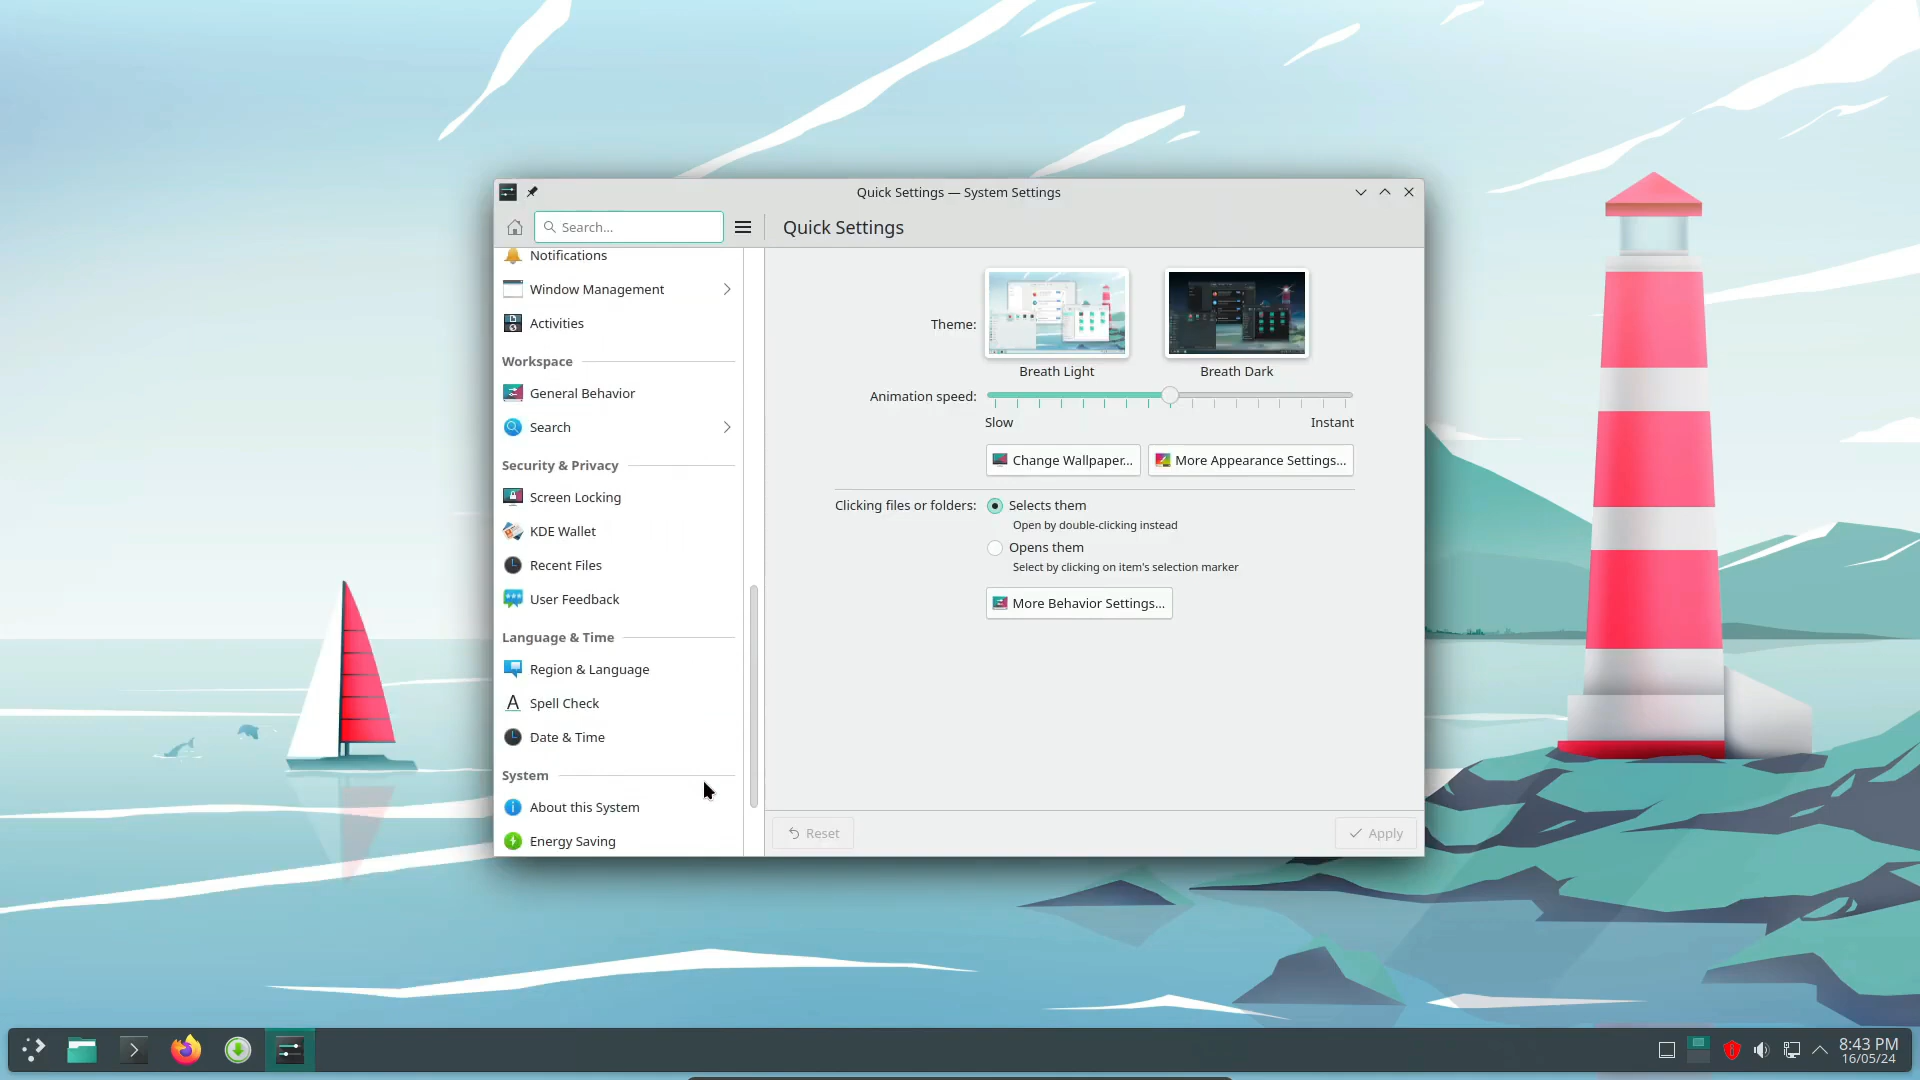 Quick Settings — System Settings
Search...
Quick Settings
Notifications
Window Management
Activities
Workspace
General Behavior
Search
Security & Privacy
Screen Locking
KDE Wallet
Recent Files
User Feedback
Language & Time
Region & Language
Spell Check
Date & Time
System
About this System
Energy Saving
Theme:
Breath Light
Breath Dark
Animation speed:
Slow
Instant
Change Wallpaper...
More Appearance Settings...
Clicking files or folders:
Selects them
Open by double-clicking instead
Opens them
Select by clicking on item's selection marker
More Behavior Settings...
Reset
Apply
8:43 PM
16/05/24